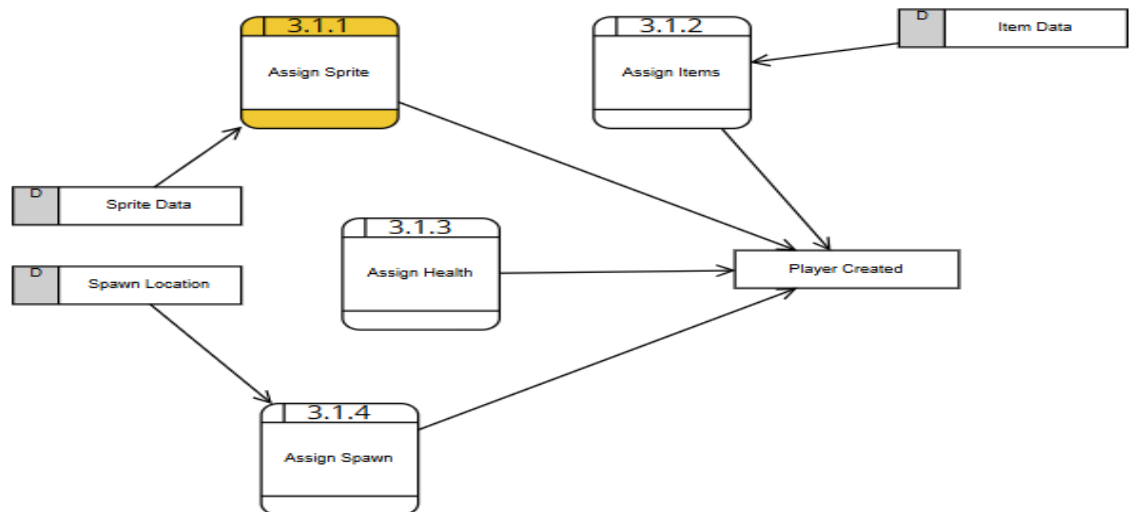 3.1.1
Assign Sprite
3.1.2
Assign Items
D
Item Data
D
Sprite Data
3.1.3
Assign Health
D
Spawn Location
Player Created
3.1.4
Assign Spawn